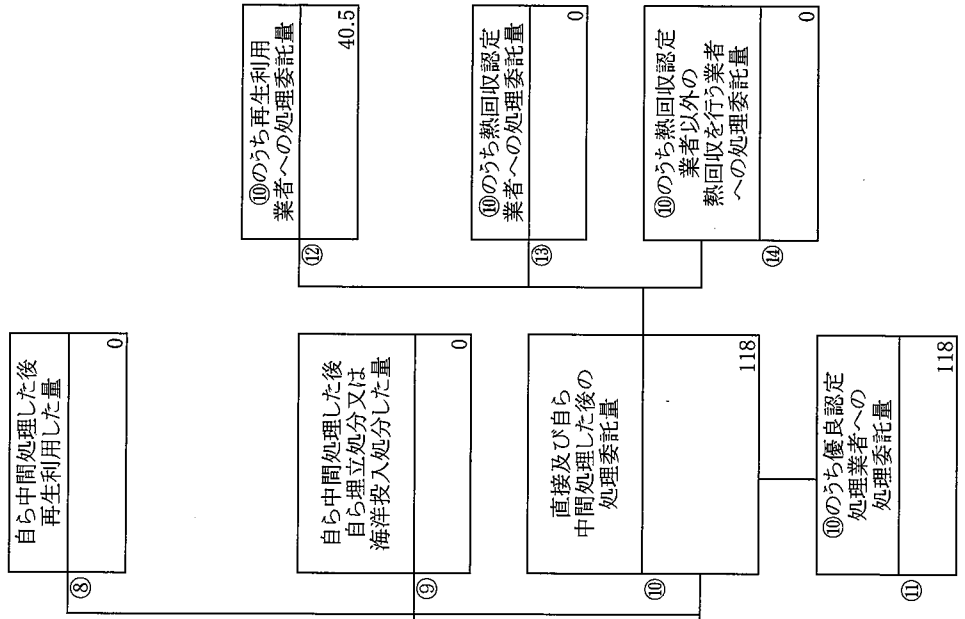 自ら中間処理した後
再生利用した量
⑧
0
自ら中間処理した後
自ら埋立処分又は
海洋投入処分した量
⑨
0
直接及び自ら
中間処理した後の
処理委託量
⑩
118
⑩のうち優良認定
処理業者への
処理委託量
⑪
118
⑩のうち再生利用
業者への処理委託量
⑫
40.5
⑩のうち熱回収認定
業者への処理委託量
⑬
0
⑩のうち熱回収認定
業者以外の
熱回収を行う業者
への処理委託量
⑭
0